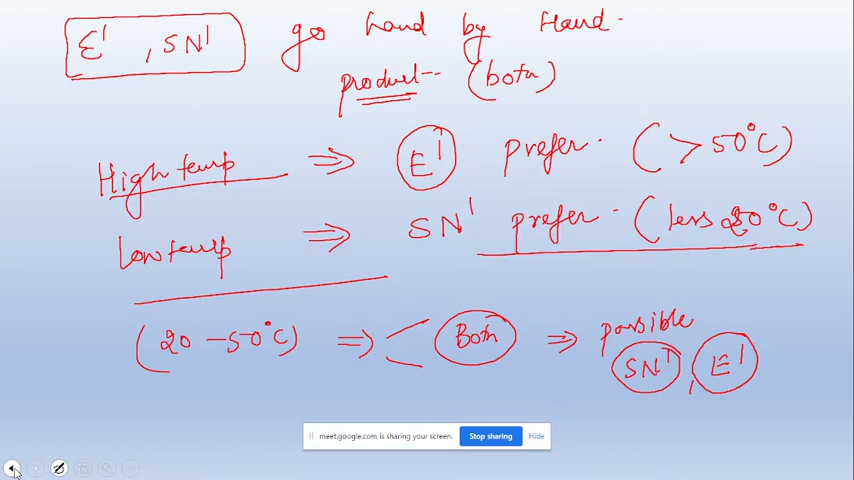 E¹, SN¹ go hand by Hand-
product-- (both)
High temp ⇒ E¹ prefer- (>50°C)
low temp ⇒ SN¹ prefer- (less 20°C)
(20-50°C) ⇒ Both ⇒ possible
SN¹, E¹
meet.google.com is sharing your screen. Stop sharing Hide